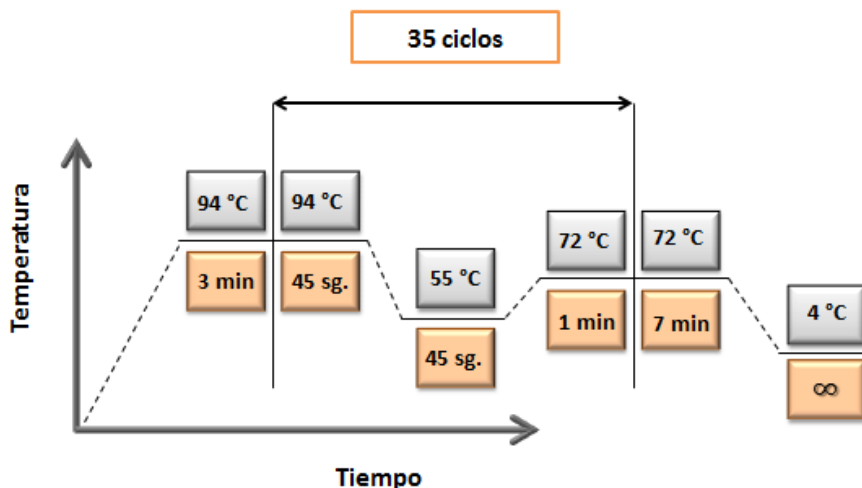 35 ciclos
Temperatura
94 °C
94 °C
3 min
45 sg.
55 °C
45 sg.
72 °C
72 °C
1 min
7 min
4 °C
∞
Tiempo